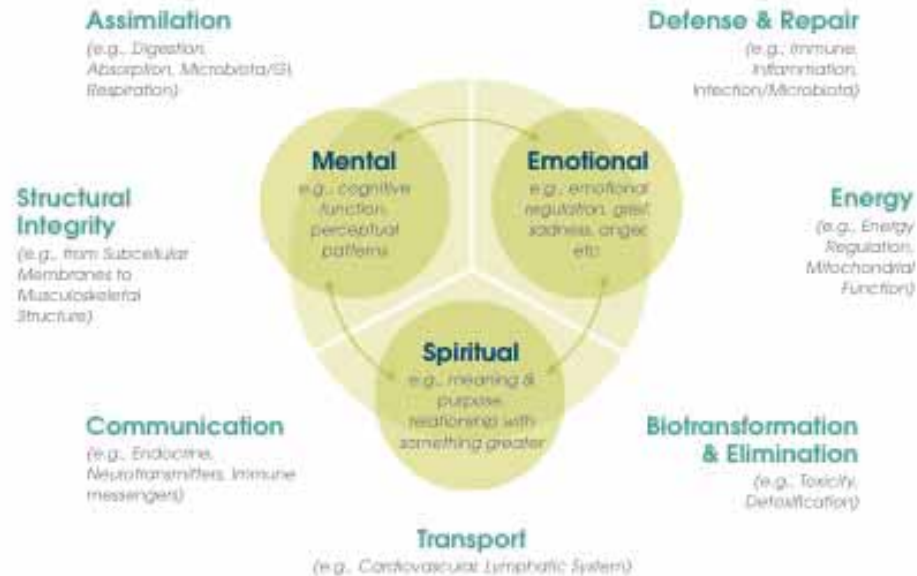 Assimilation
(e.g., Digestion,
Absorption, Microbiota/GI,
Respiration)
Defense & Repair
(e.g., Immune,
Inflammation,
Infection/Microbiota)
Mental
e.g., cognitive
function,
perceptual
patterns
Emotional
e.g., emotional
regulation, grief,
sadness, anger,
etc
Structural
Integrity
(e.g., from Subcellular
Membranes to
Musculoskeletal
Structure)
Energy
(e.g., Energy
Regulation,
Mitochondrial
Function)
Spiritual
e.g., meaning &
purpose,
relationship with
something greater
Communication
(e.g., Endocrine,
Neurotransmitters, Immune
messengers)
Biotransformation
& Elimination
(e.g., Toxicity,
Detoxification)
Transport
(e.g., Cardiovascular, Lymphatic System)